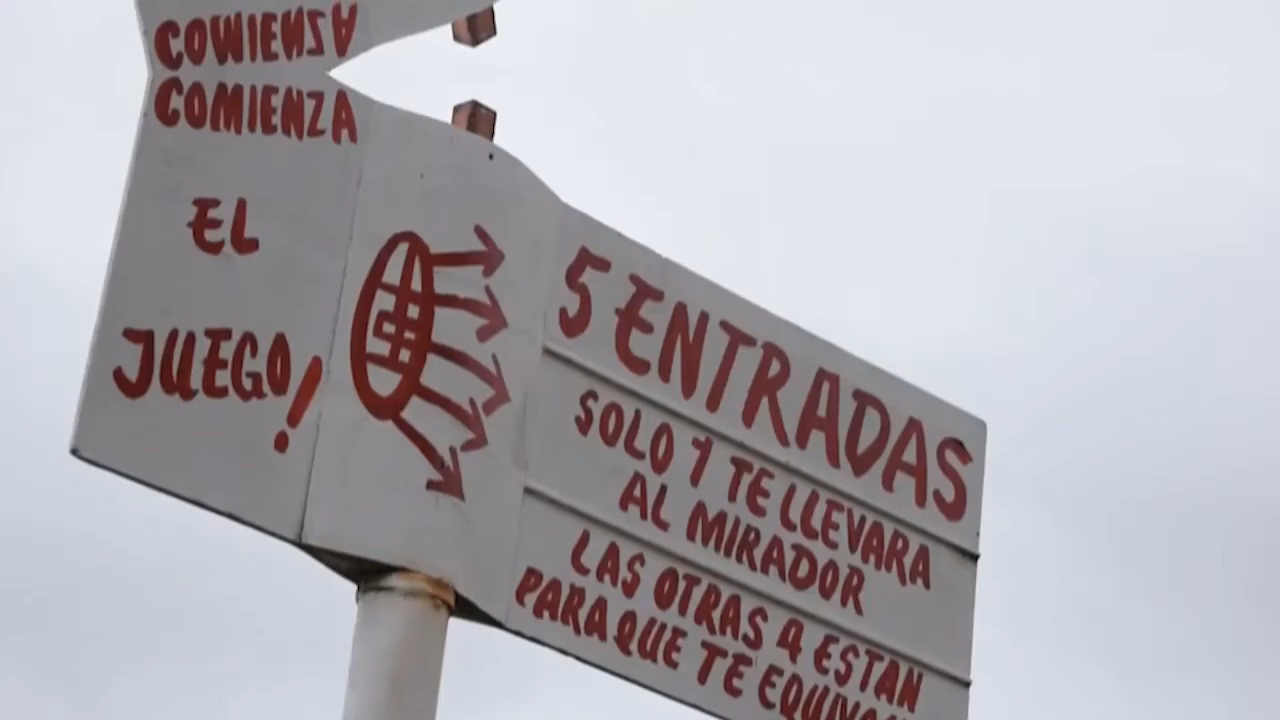 COMIENZA
COMIENZA
EL
JUEGO!
5 ENTRADAS
SOLO 1 TE LLEVARA
AL MIRADOR
LAS OTRAS 4 ESTAN
PARA QUE TE